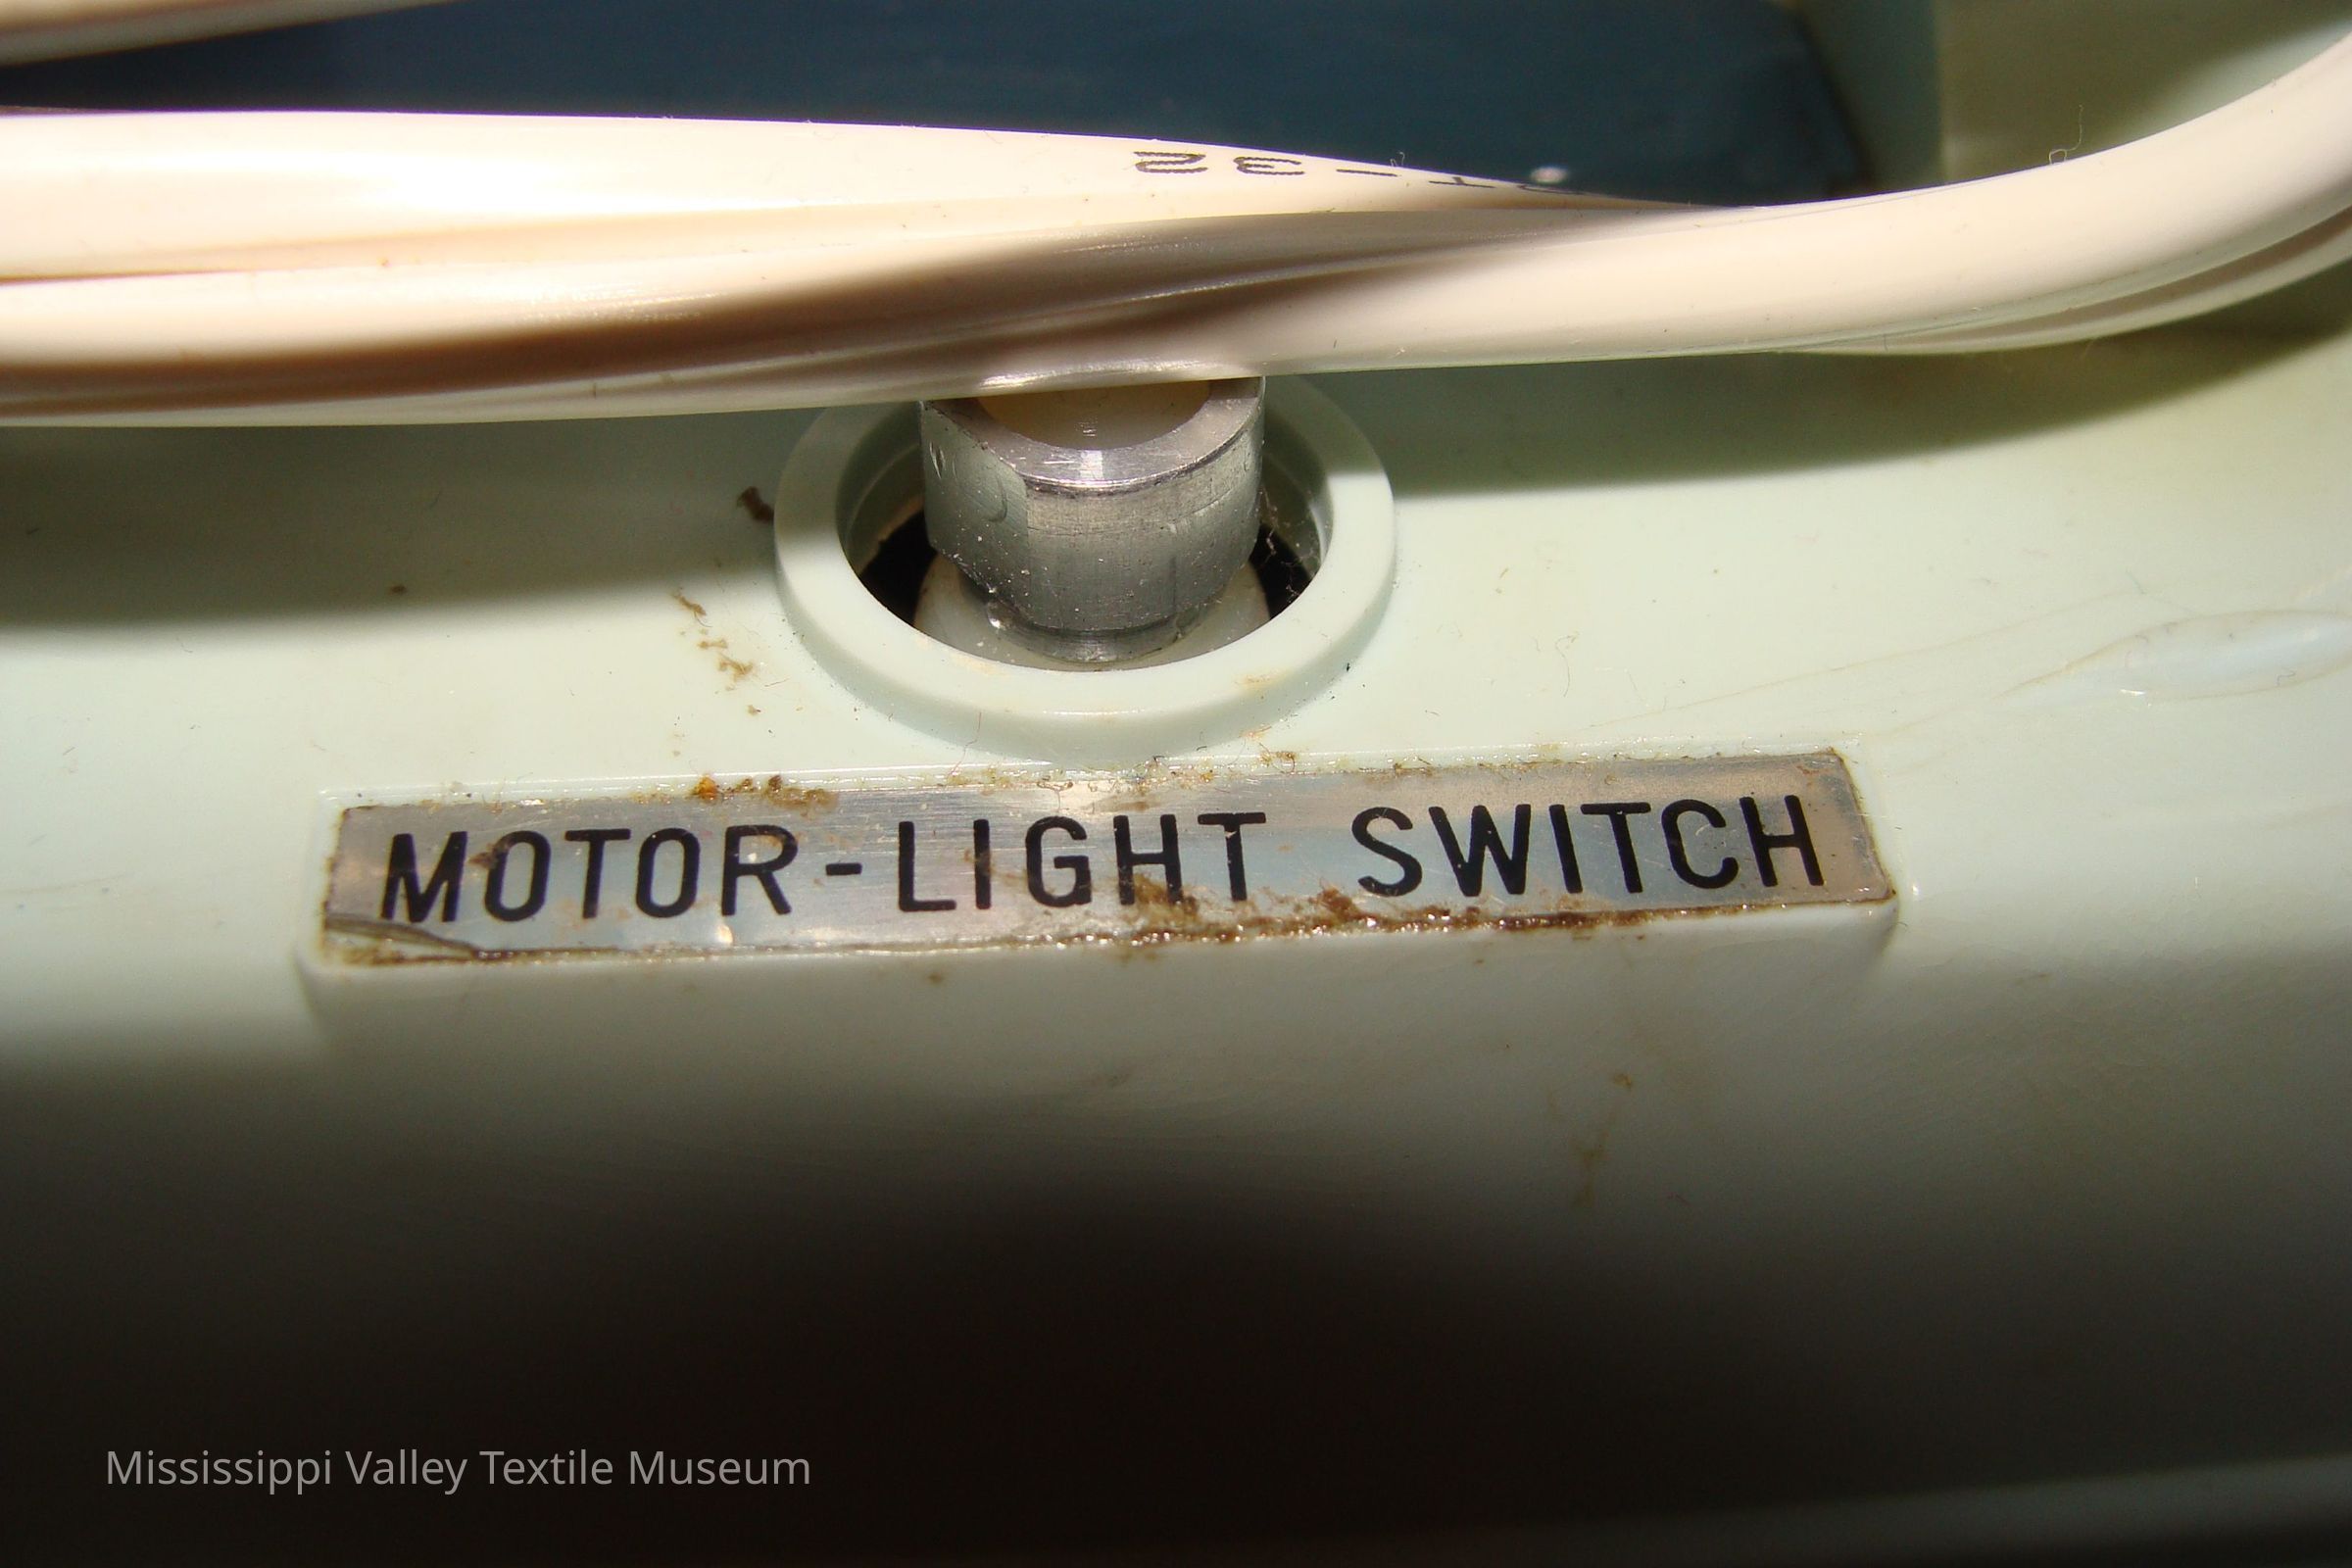 MOTOR-LIGHT SWITCH
Mississippi Valley Textile Museum